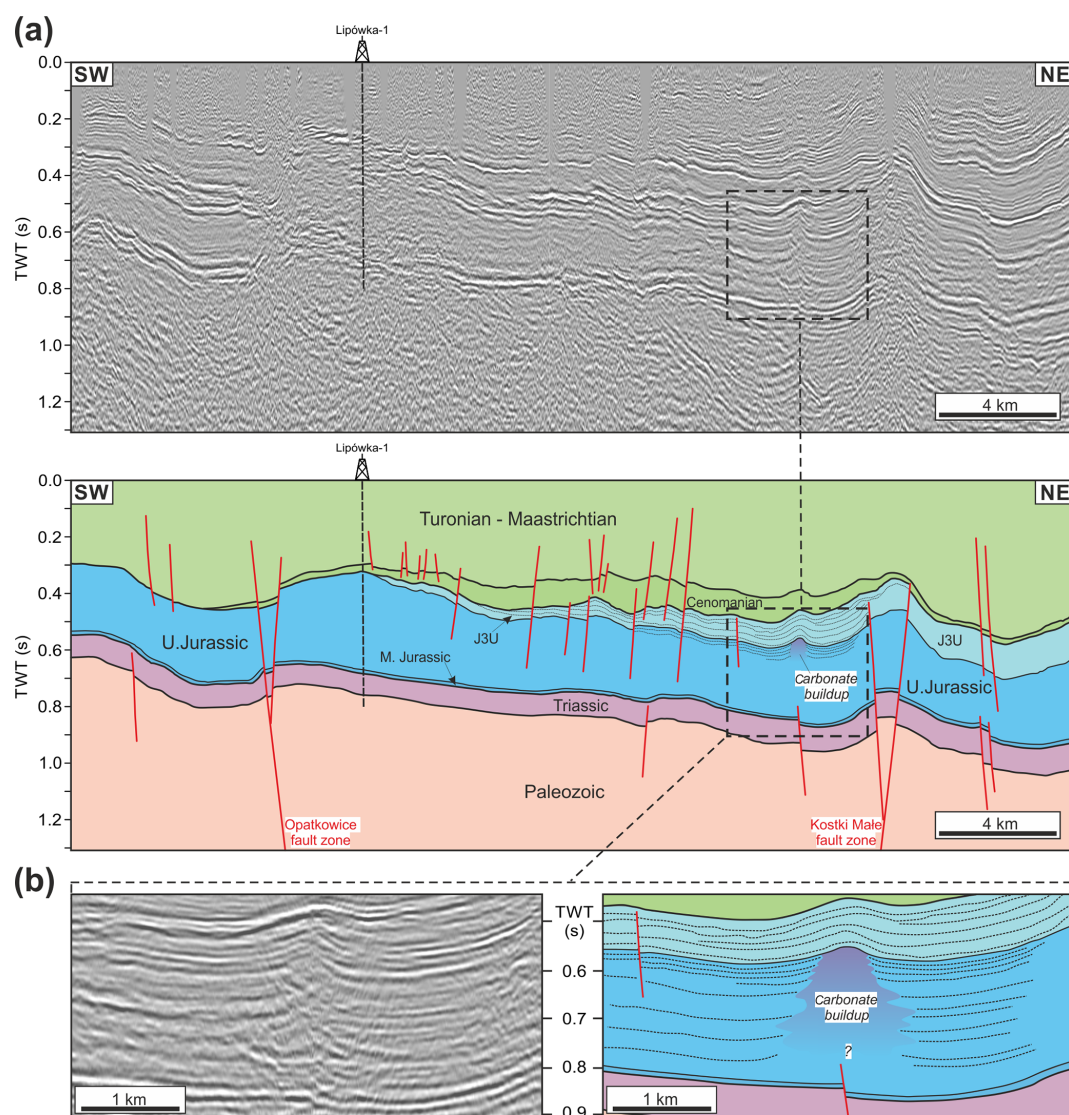 (a)
Lipówka-1
SW
NE
0.0
0.2
0.4
0.6
0.8
1.0
1.2
TWT (s)
4 km
Lipówka-1
SW
NE
0.0
0.2
0.4
0.6
0.8
1.0
1.2
TWT (s)
Turonian - Maastrichtian
Cenomanian
U.Jurassic
J3U
M. Jurassic
Triassic
Carbonate
buildup
J3U
U.Jurassic
Paleozoic
Opatkowice
fault zone
Kostki Małe
fault zone
4 km
(b)
1 km
TWT
(s)
0.6
0.7
0.8
0.9
Carbonate
buildup
?
1 km